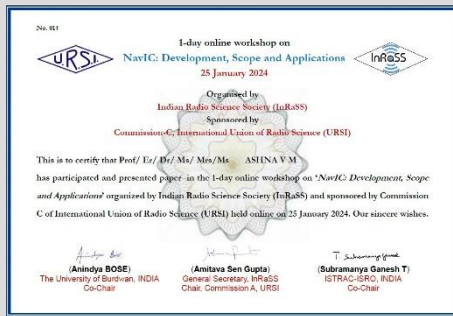 U.R.S.I.
1-day online workshop on
NavIC: Development, Scope and Applications
25 January 2024
InRaSS
Organised by
Indian Radio Science Society (InRaSS)
Sponsored by
Commission-C, International Union of Radio Science (URSI)
This is to certify that Prof/ Er/ Dr/ Ms/ Mrs/Ms ASHNA V M
has participated and presented paper in the 1-day online workshop on 'NavIC: Development, Scope
and Applications' organized by Indian Radio Science Society (InRaSS) and sponsored by Commission
C of International Union of Radio Science (URSI) held online on 25 January 2024. Our sincere wishes.
(Anindya BOSE) (Amitava Sen Gupta) (Subramanya Ganesh T)
The University of Burdwan, INDIA General Secretary, InRaSS ISTRAC-ISRO, INDIA
Co-Chair Chair, Commission A, URSI Co-Chair